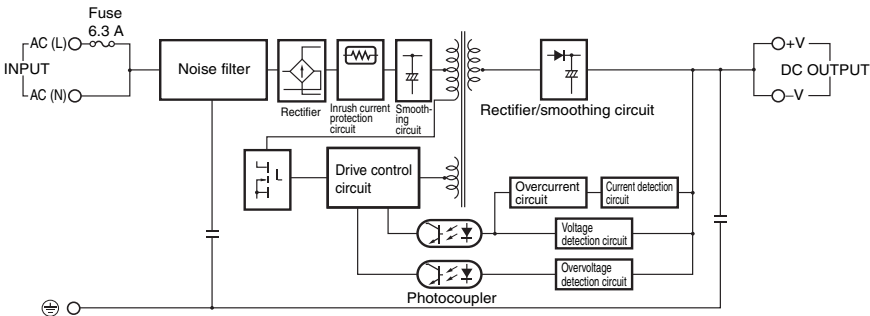 Fuse
6.3 A
AC (L)
INPUT
AC (N)
Noise filter
Rectifier
Inrush current
protection
circuit
Smooth-
ing
circuit
Rectifier/smoothing circuit
+V
DC OUTPUT
–V
Drive control
circuit
Overcurrent
circuit
Current detection
circuit
Voltage
detection circuit
Overvoltage
detection circuit
Photocoupler